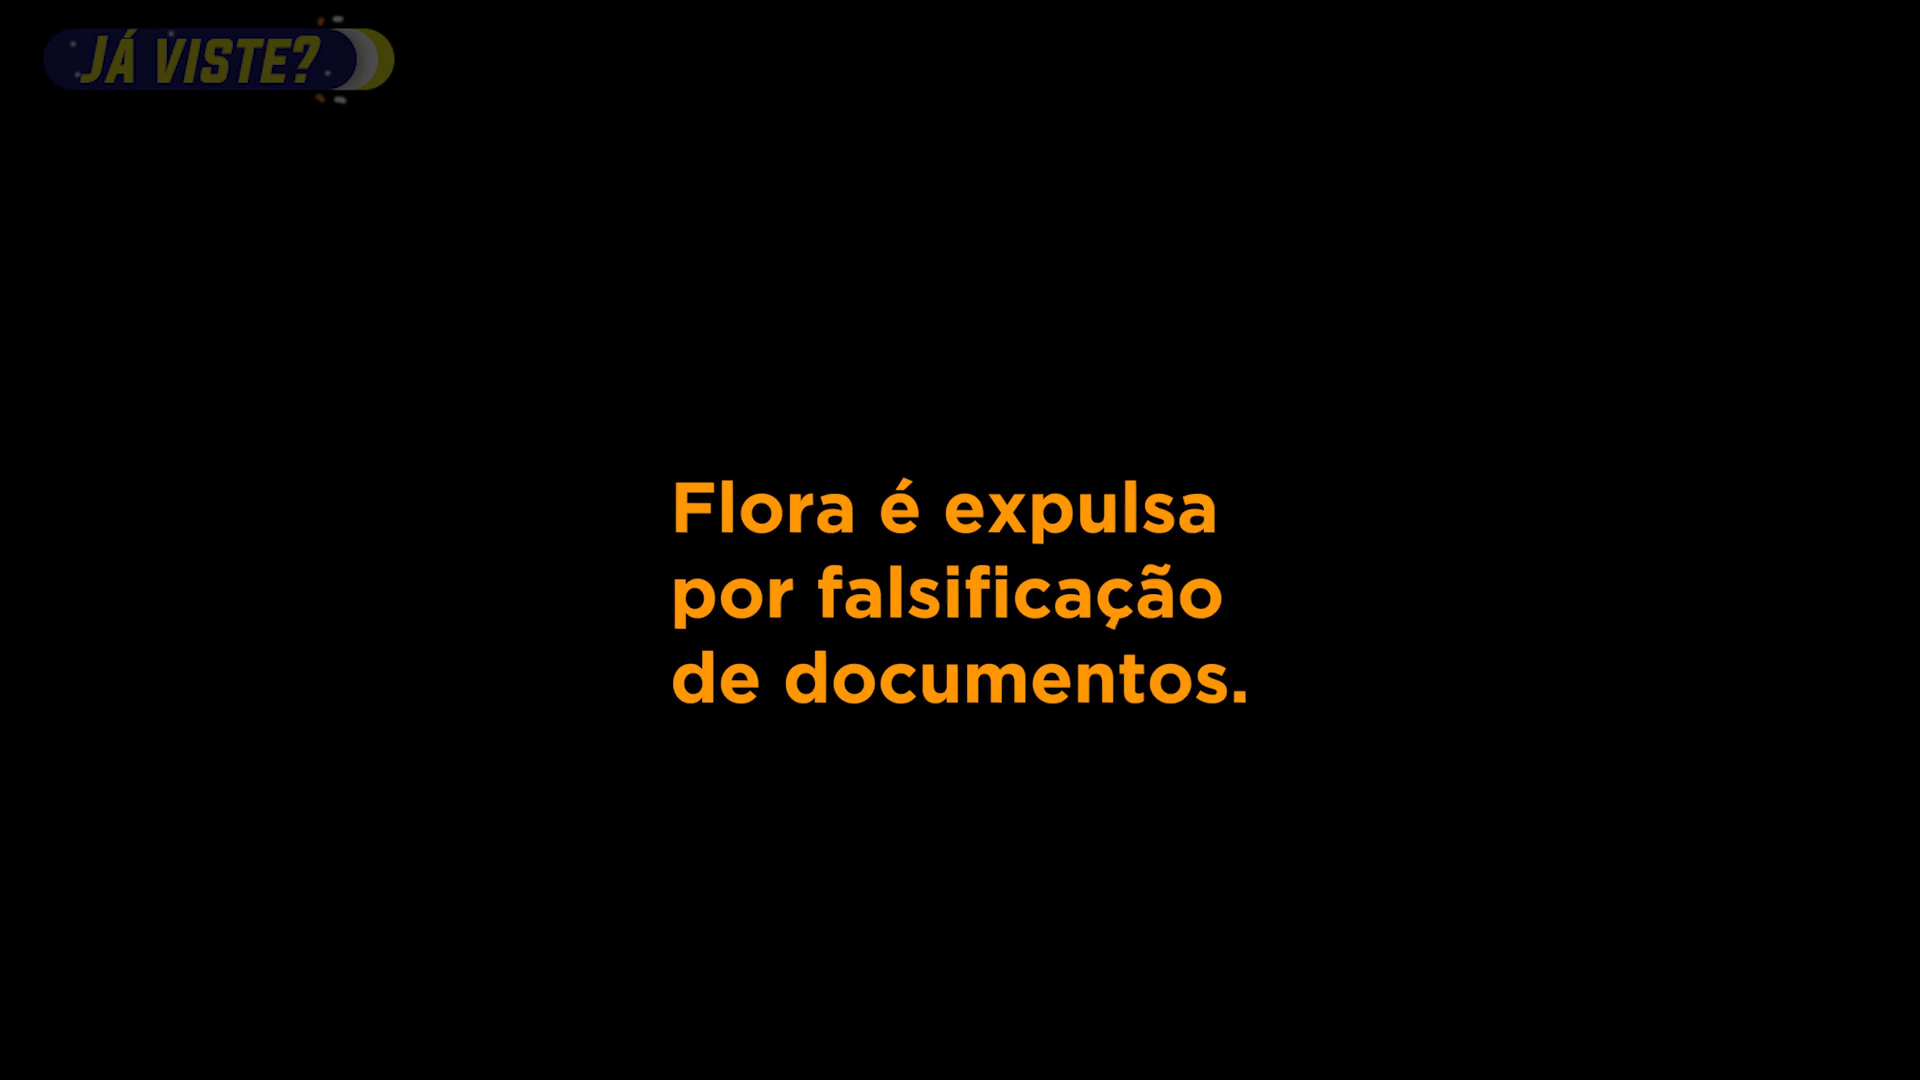 JÁ VISTE?
Flora é expulsa
por falsificação
de documentos.